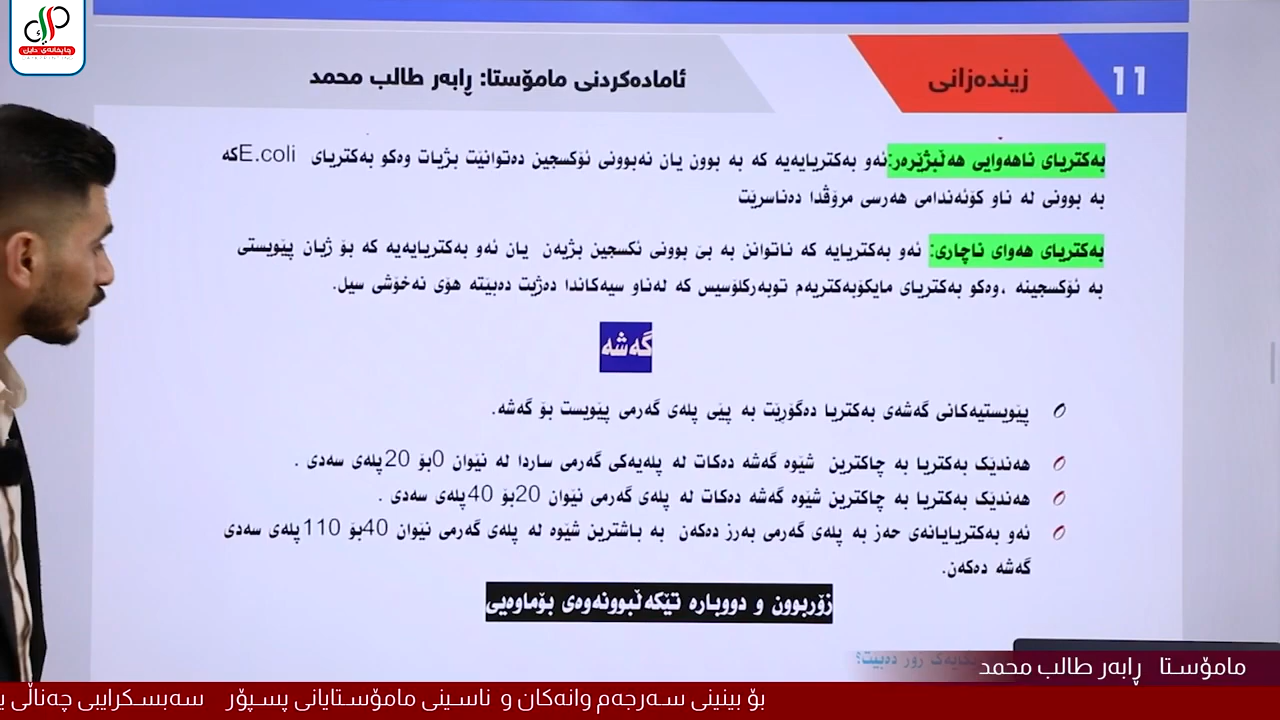 چاپخانەی دابل
11
زیندەزانی
ئامادەکردنی مامۆستا: ڕابەر طالب محمد
بەکتریای ناهەوایی هەڵبژێرەر: ئەو بەکتریایەیە کە بە بوون یان نەبوونی ئۆکسجین دەتوانێت بژیات وەکو بەکتریای E.coli کە
بە بوونی لە ناو کۆئەندامی هەرسی مرۆڤدا دەناسرێت
بەکتریای هەوای ناچاری: ئەو بەکتریایە کە ناتوانن بە بێ بوونی ئکسجین بژیەن یان ئەو بەکتریایەیە کە بۆ ژیان پێویستی
بە ئۆکسجینە ،وەکو بەکتریای مایکۆبەکتریەم توبەرکلۆسیس کە لەناو سیەکاندا دەژیت دەبێتە هۆی نەخۆشی سیل.
گەشە
پێویستیەکانی گەشەی بەکتریا دەگۆڕێت بە پێی پلەی گەرمی پێویست بۆ گەشە.
هەندێک بەکتریا بە چاکترین شێوە گەشە دەکات لە پلەیەکی گەرمی ساردا لە نێوان 0بۆ 20پلەی سەدی .
هەندێک بەکتریا بە چاکترین شێوە گەشە دەکات لە پلەی گەرمی نێوان 20بۆ 40پلەی سەدی .
ئەو بەکتریایانەی حەز بە پلەی گەرمی بەرز دەکەن بە باشترین شێوە لە پلەی گەرمی نێوان 40بۆ 110پلەی سەدی
گەشە دەکەن.
زۆربوون و دووبارە تێکەڵبوونەوەی بۆماوەیی
دەبێت؟
مامۆستا ڕابەر طالب محمد
بۆ بینینی سەرجەم وانەکان و ناسینی مامۆستایانی پسپۆر سەبسکرایبی چەناڵی